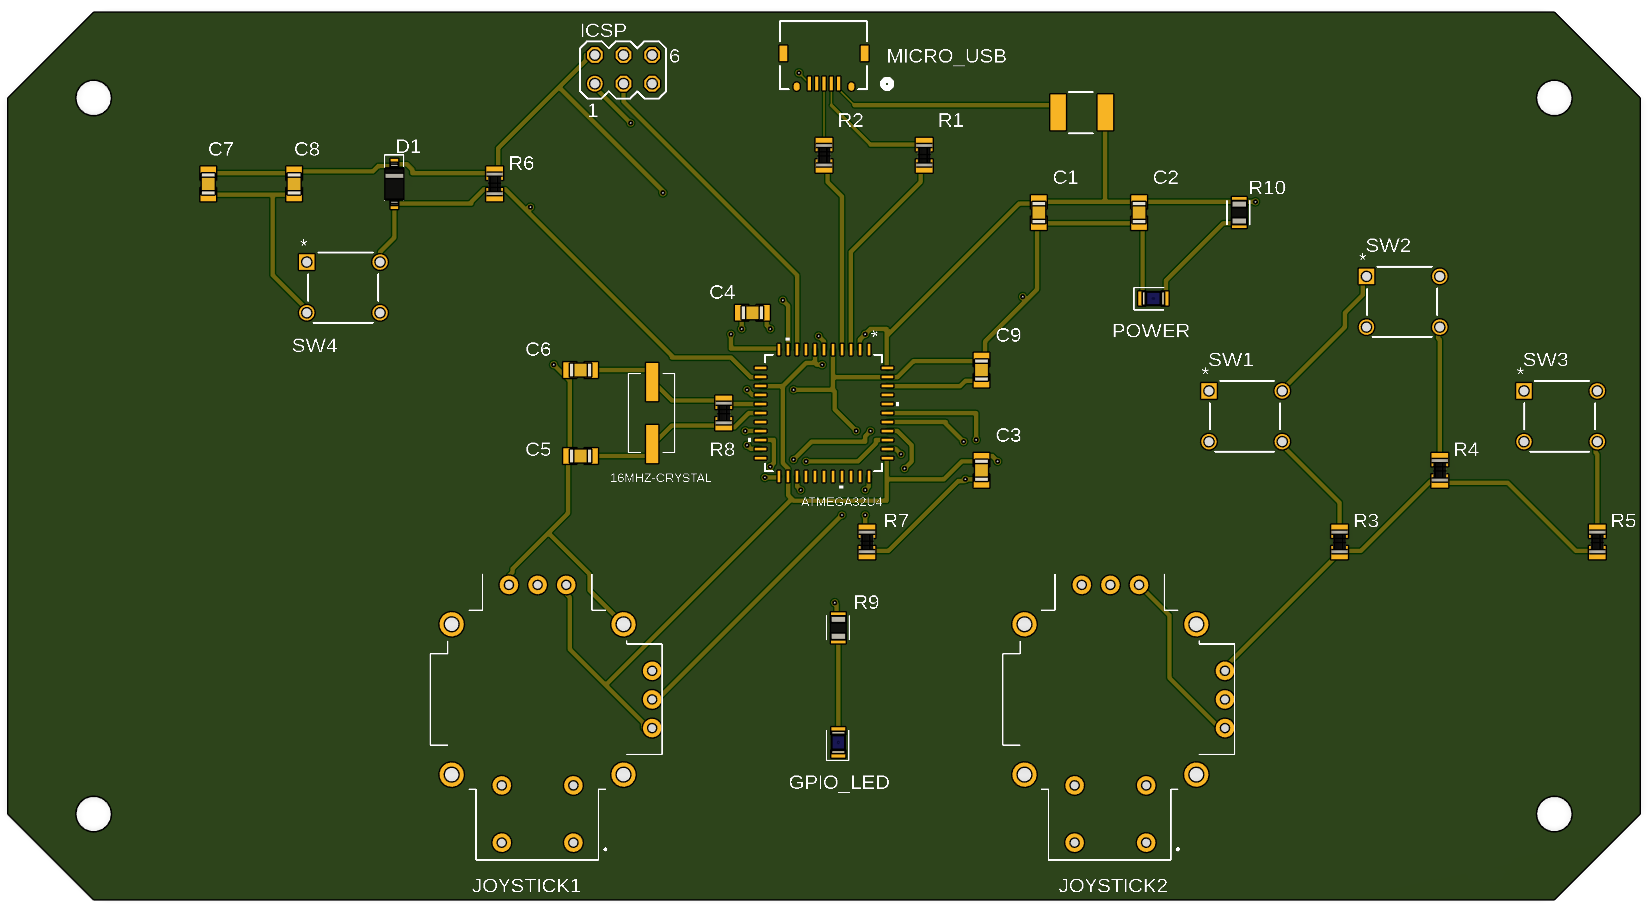 ICSP
6
MICRO_USB
1
R2
R1
C7
C8
D1
R6
C1
C2
R10
*
SW2
*
C4
SW4
POWER
*
C9
C6
SW1
*
SW3
*
C5
R8
C3
R4
16MHZ-CRYSTAL
ATMEGA32U4
R7
R3
R5
R9
GPIO_LED
JOYSTICK1
JOYSTICK2